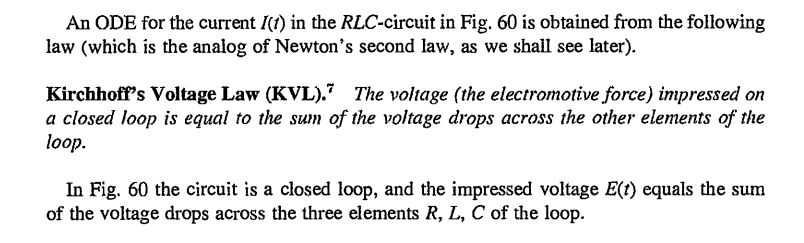 An ODE for the current I(t) in the RLC-circuit in Fig. 60 is obtained from the following
law (which is the analog of Newton's second law, as we shall see later).
Kirchhoff's Voltage Law (KVL).⁷ The voltage (the electromotive force) impressed on
a closed loop is equal to the sum of the voltage drops across the other elements of the
loop.
In Fig. 60 the circuit is a closed loop, and the impressed voltage E(t) equals the sum
of the voltage drops across the three elements R, L, C of the loop.